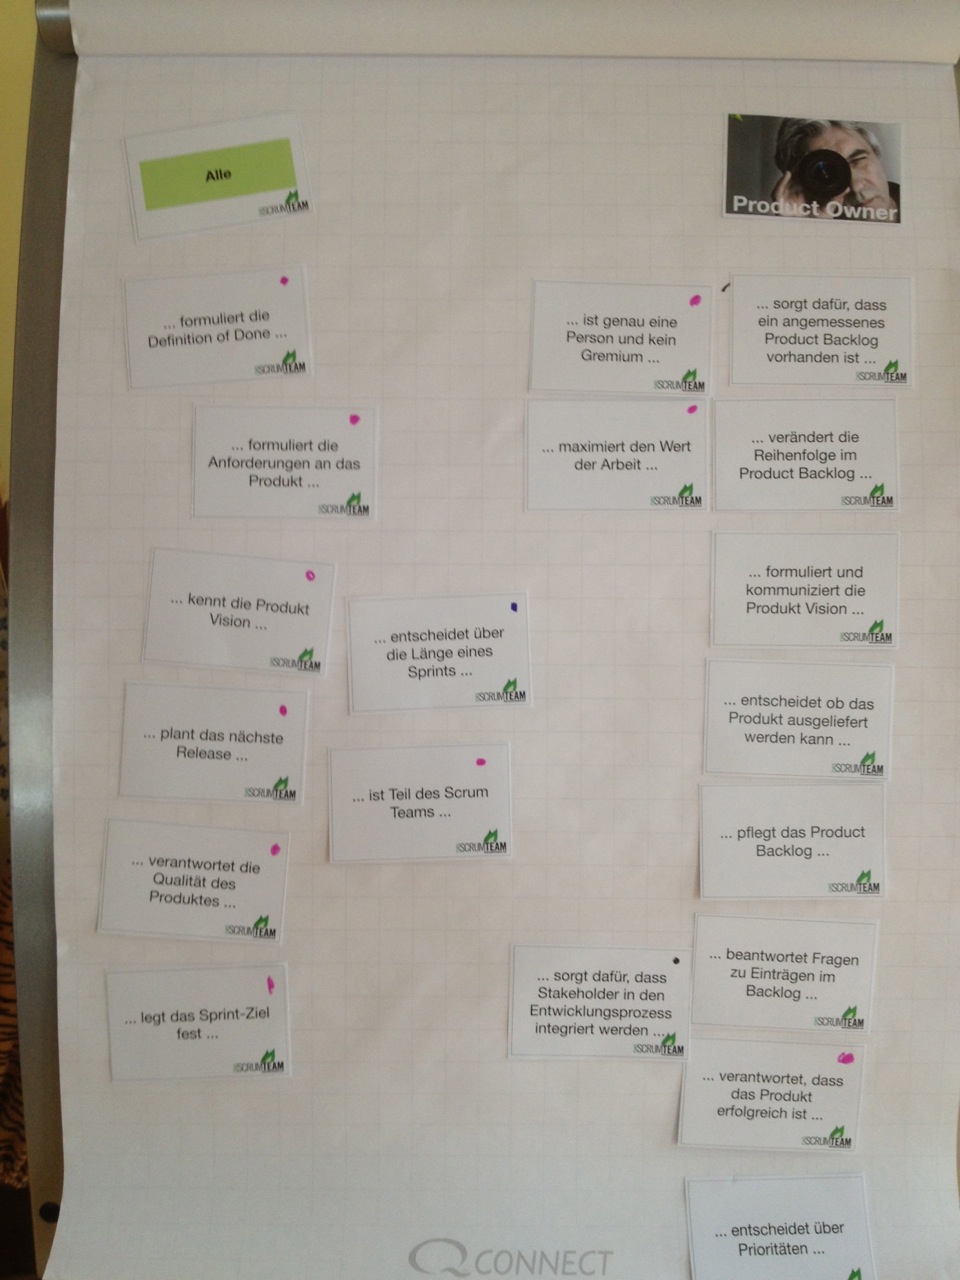 Alle
SCRUMTEAM
Product Owner
... formuliert die
Definition of Done ...
SCRUMTEAM
... formuliert die
Anforderungen an das
Produkt ...
SCRUMTEAM
... kennt die Produkt
Vision ...
SCRUMTEAM
... entscheidet über
die Länge eines
Sprints ...
SCRUMTEAM
... plant das nächste
Release ...
SCRUMTEAM
... ist Teil des Scrum
Teams ...
SCRUMTEAM
... verantwortet die
Qualität des
Produktes ...
SCRUMTEAM
... legt das Sprint-Ziel
fest ...
SCRUMTEAM
... ist genau eine
Person und kein
Gremium ...
SCRUMTEAM
... sorgt dafür, dass
ein angemessenes
Product Backlog
vorhanden ist ...
SCRUMTEAM
... maximiert den Wert
der Arbeit ...
SCRUMTEAM
... verändert die
Reihenfolge im
Product Backlog ...
SCRUMTEAM
... formuliert und
kommuniziert die
Produkt Vision ...
SCRUMTEAM
... entscheidet ob das
Produkt ausgeliefert
werden kann ...
SCRUMTEAM
... pflegt das Product
Backlog ...
SCRUMTEAM
... sorgt dafür, dass
Stakeholder in den
Entwicklungsprozess
integriert werden ...
SCRUMTEAM
... beantwortet Fragen
zu Einträgen im
Backlog ...
SCRUMTEAM
... verantwortet, dass
das Produkt
erfolgreich ist ...
SCRUMTEAM
... entscheidet über
Prioritäten ...
CONNECT